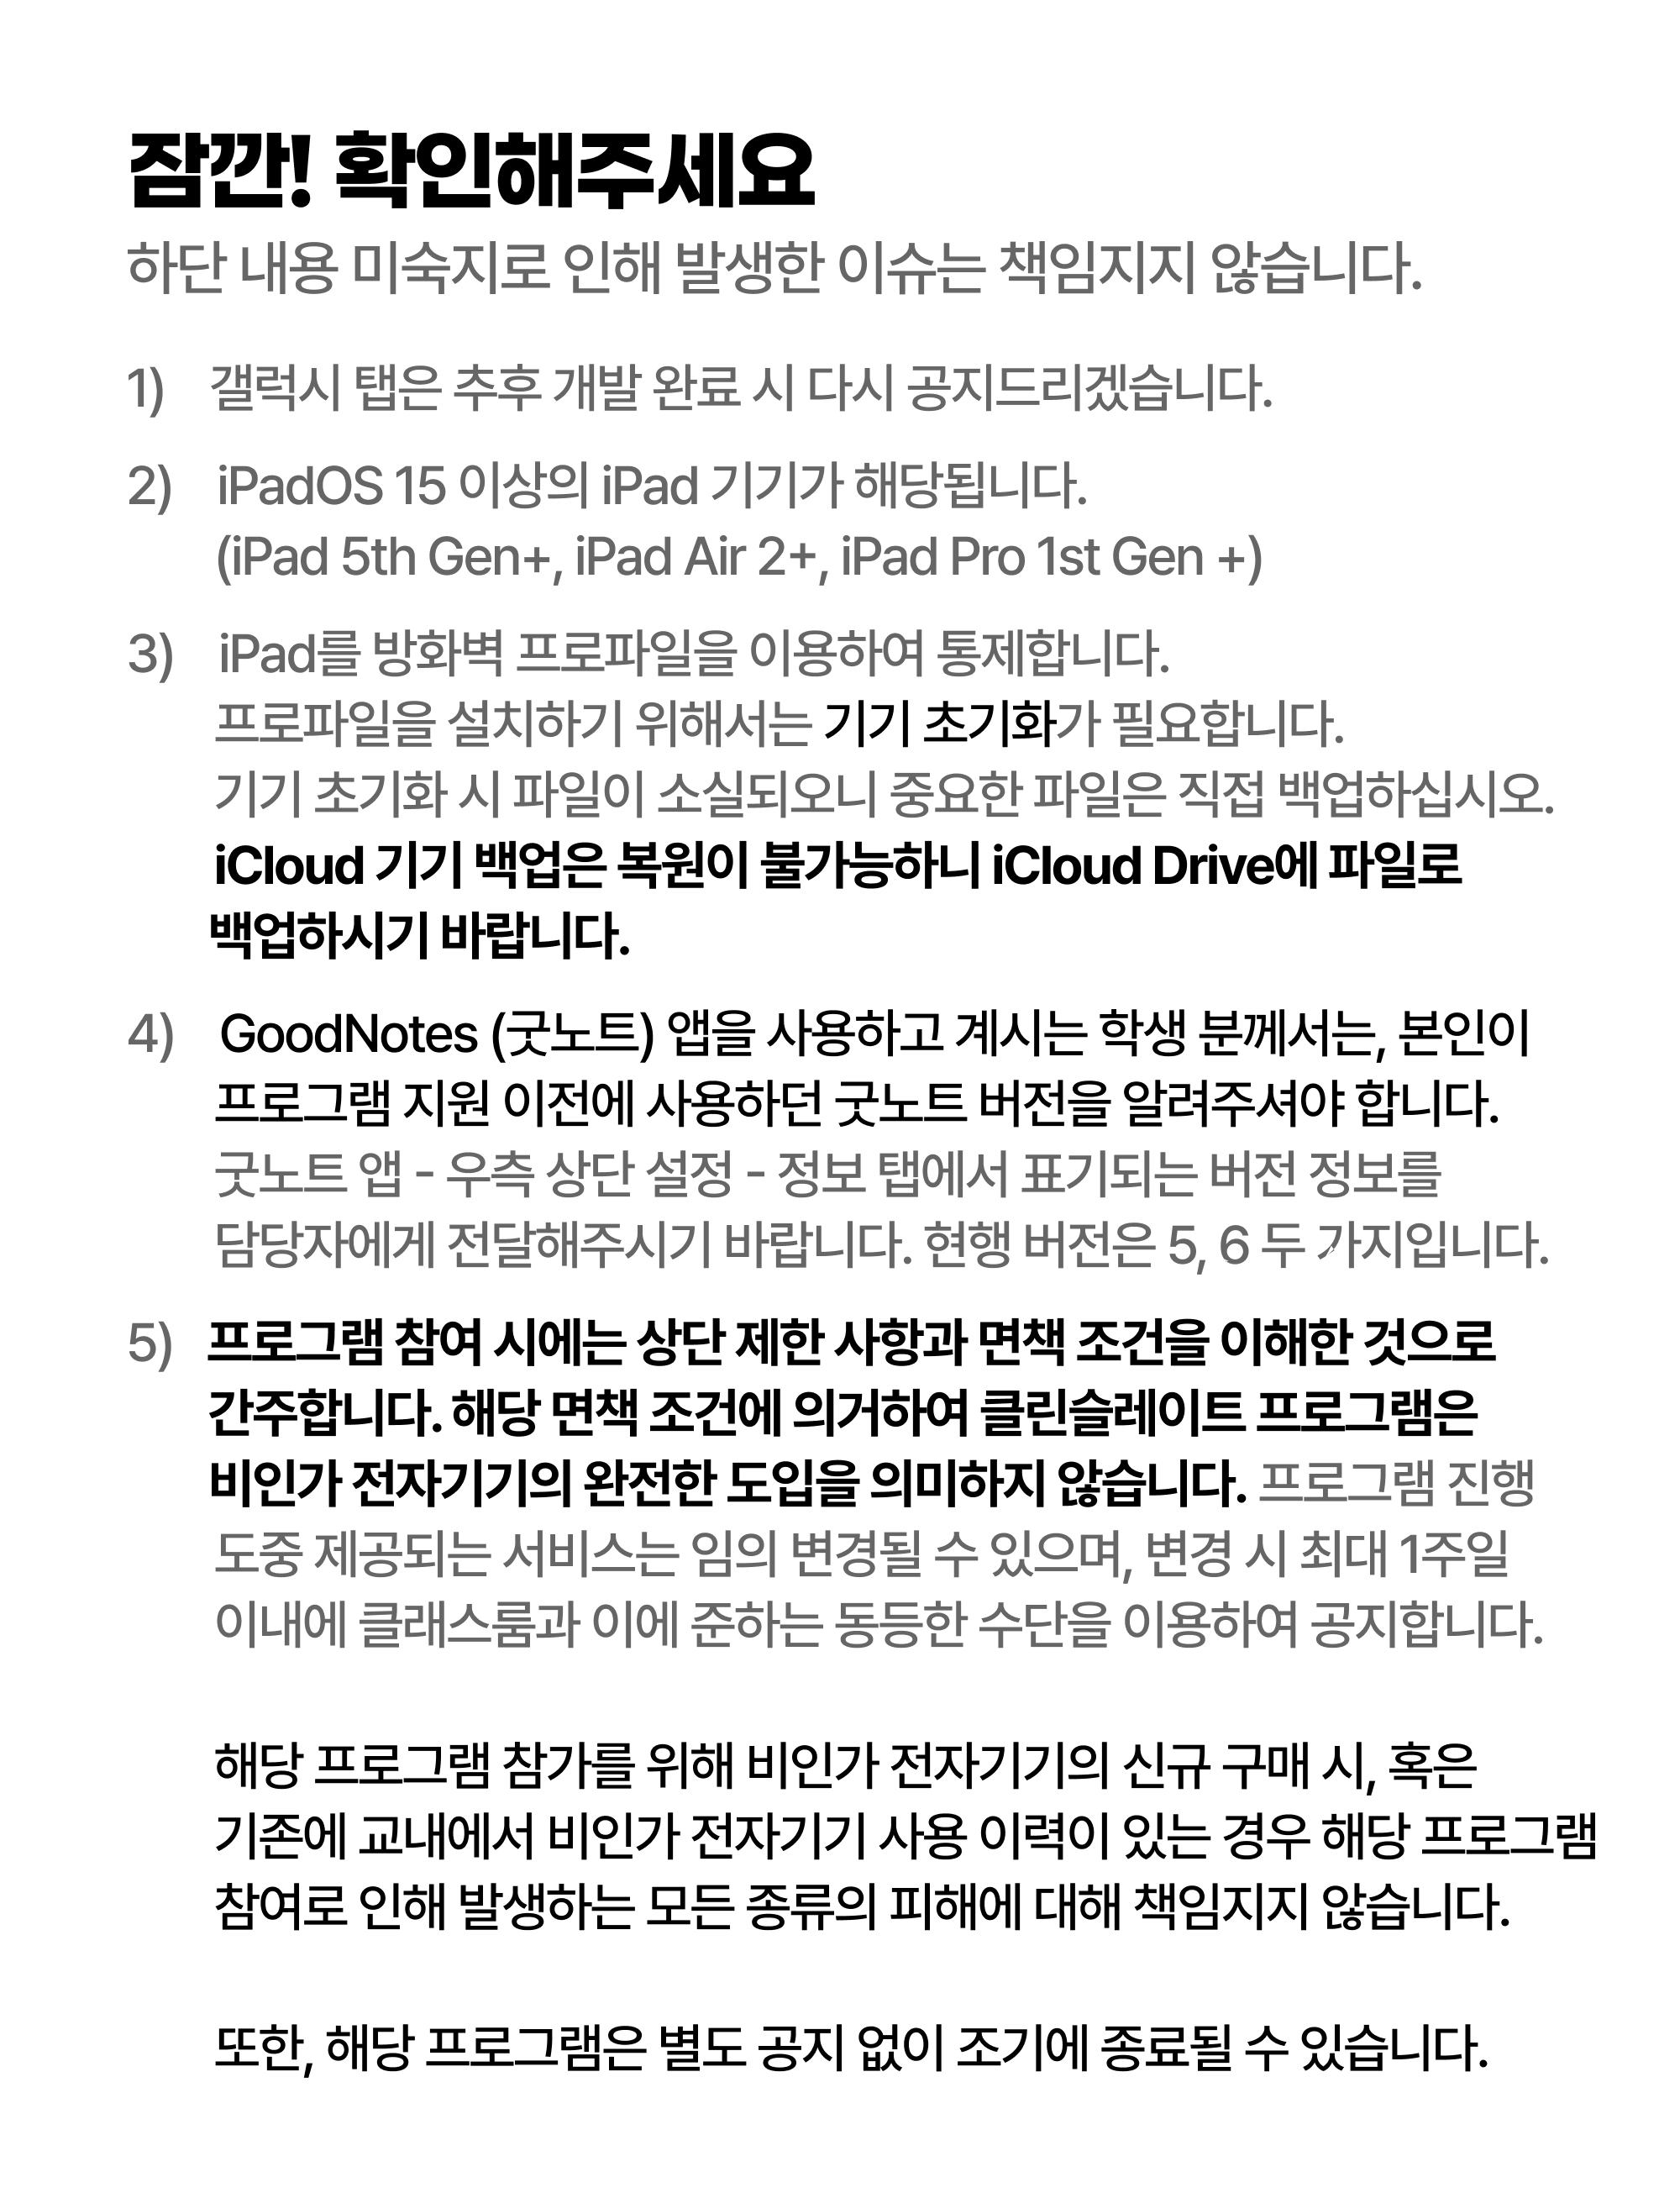 잠깐! 확인해주세요
하단 내용 미숙지로 인해 발생한 이슈는 책임지지 않습니다.
1) 갤럭시 탭은 추후 개발 완료 시 다시 공지드리겠습니다.
2) iPadOS 15 이상의 iPad 기기가 해당됩니다.
(iPad 5th Gen+, iPad Air 2+, iPad Pro 1st Gen +)
3) iPad를 방화벽 프로파일을 이용하여 통제합니다.
프로파일을 설치하기 위해서는 기기 초기화가 필요합니다.
기기 초기화 시 파일이 소실되오니 중요한 파일은 직접 백업하십시오.
iCloud 기기 백업은 복원이 불가능하니 iCloud Drive에 파일로
백업하시기 바랍니다.
4) GoodNotes (굿노트) 앱을 사용하고 계시는 학생 분께서는, 본인이
프로그램 지원 이전에 사용하던 굿노트 버전을 알려주셔야 합니다.
굿노트 앱 - 우측 상단 설정 - 정보 탭에서 표기되는 버전 정보를
담당자에게 전달해주시기 바랍니다. 현행 버전은 5, 6 두 가지입니다.
5) 프로그램 참여 시에는 상단 제한 사항과 면책 조건을 이해한 것으로
간주합니다. 해당 면책 조건에 의거하여 클린슬레이트 프로그램은
비인가 전자기기의 완전한 도입을 의미하지 않습니다. 프로그램 진행
도중 제공되는 서비스는 임의 변경될 수 있으며, 변경 시 최대 1주일
이내에 클래스룸과 이에 준하는 동등한 수단을 이용하여 공지합니다.
해당 프로그램 참가를 위해 비인가 전자기기의 신규 구매 시, 혹은
기존에 교내에서 비인가 전자기기 사용 이력이 있는 경우 해당 프로그램
참여로 인해 발생하는 모든 종류의 피해에 대해 책임지지 않습니다.
또한, 해당 프로그램은 별도 공지 없이 조기에 종료될 수 있습니다.